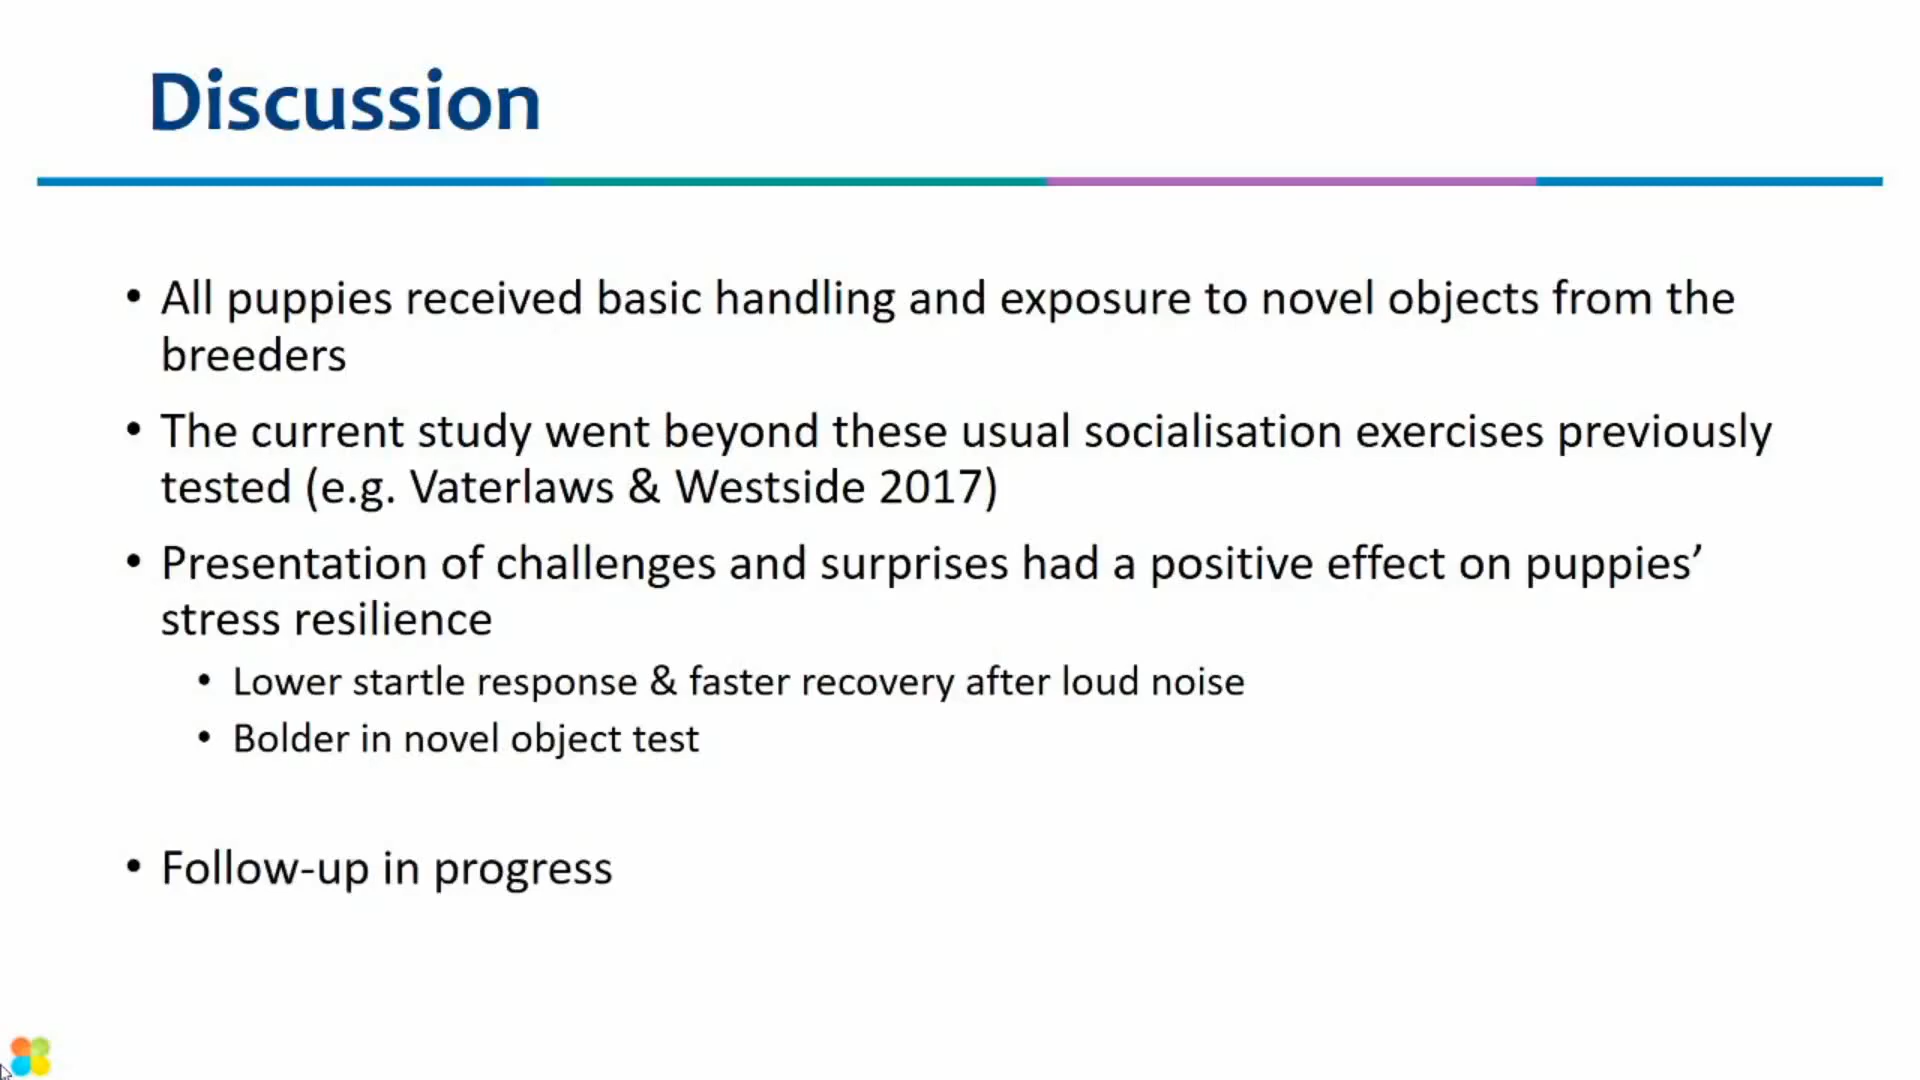 Discussion
• All puppies received basic handling and exposure to novel objects from the
breeders
• The current study went beyond these usual socialisation exercises previously
tested (e.g. Vaterlaws & Westside 2017)
• Presentation of challenges and surprises had a positive effect on puppies’
stress resilience
• Lower startle response & faster recovery after loud noise
• Bolder in novel object test
• Follow-up in progress